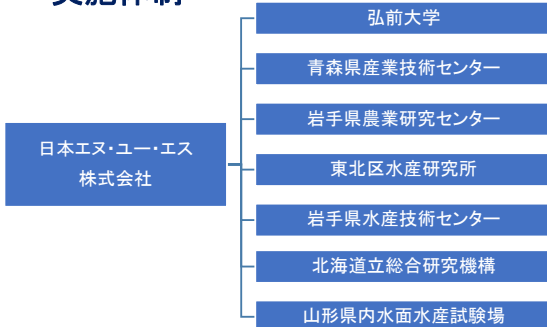 実施体制
弘前大学
青森県産業技術センター
岩手県農業研究センター
日本エヌ・ユー・エス
株式会社
東北区水産研究所
岩手県水産技術センター
北海道立総合研究機構
山形県内水面水産試験場